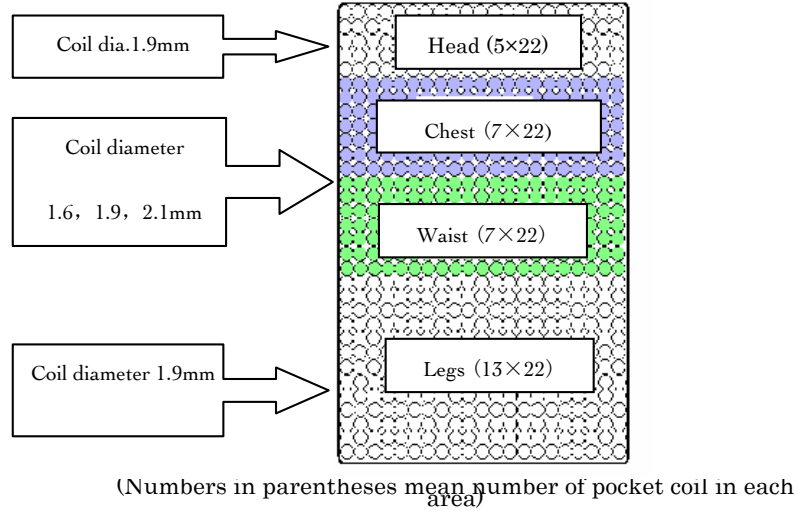 Coil dia.1.9mm
Head (5×22)
Coil diameter
1.6，1.9，2.1mm
Chest (7×22)
Waist (7×22)
Coil diameter 1.9mm
Legs (13×22)
(Numbers in parentheses mean number of pocket coil in each
area)